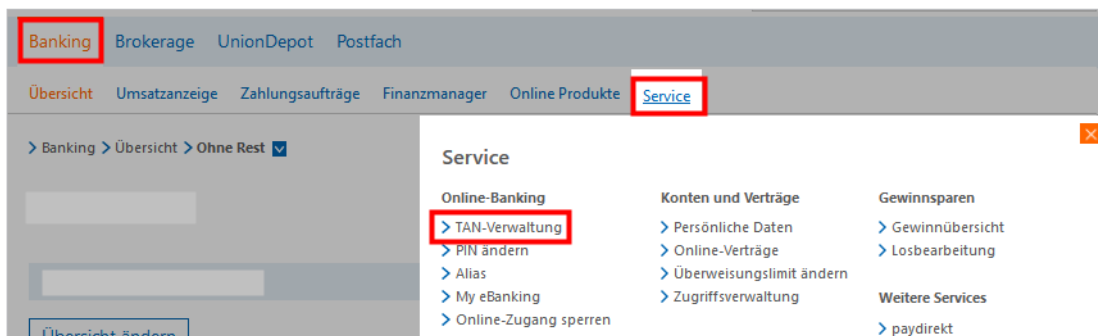 Banking Brokerage UnionDepot Postfach
Übersicht Umsatzanzeige Zahlungsaufträge Finanzmanager Online Produkte Service
Banking Übersicht Ohne Rest
Service
Online-Banking
TAN-Verwaltung
PIN ändern
Alias
My eBanking
Online-Zugang sperren
Konten und Verträge
Persönliche Daten
Online-Verträge
Überweisungslimit ändern
Zugriffsverwaltung
Gewinnsparen
Gewinnübersicht
Losbearbeitung
Weitere Services
paydirekt
Übersicht ändern